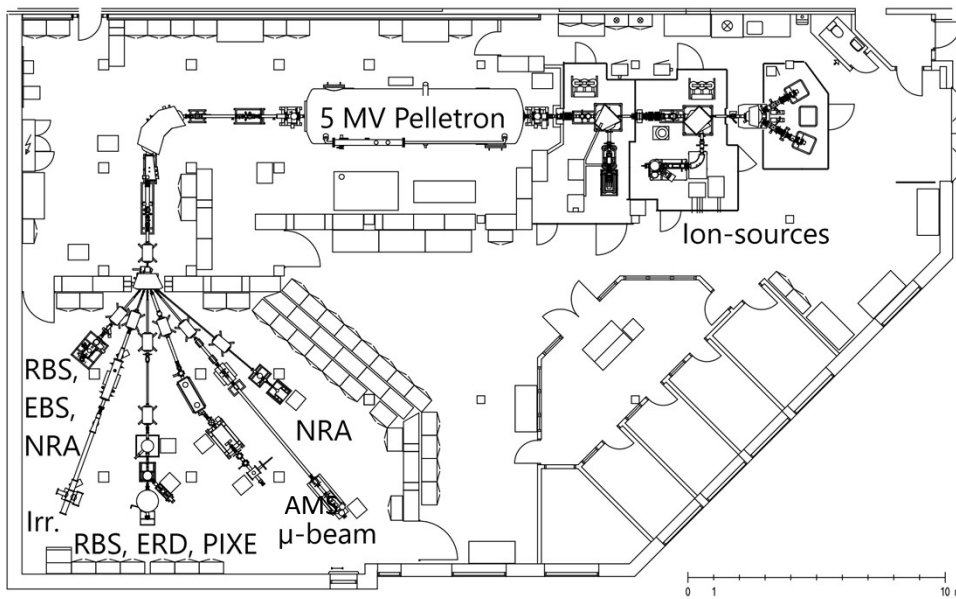 5 MV Pelletron
Ion-sources
RBS,
EBS,
NRA
NRA
Irr.
AMS
μ-beam
RBS, ERD, PIXE
0 1 10